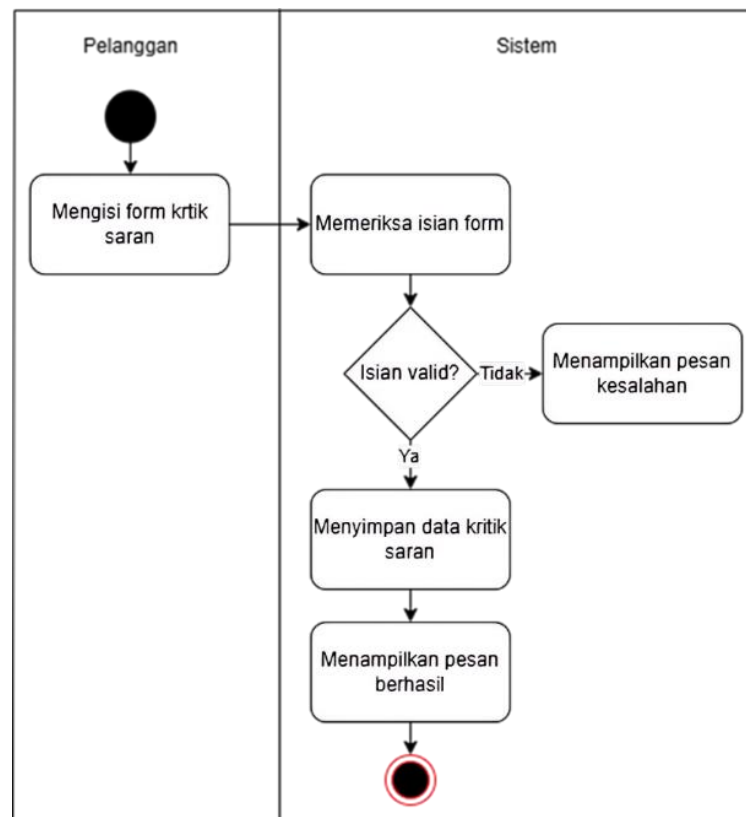 Pelanggan
Sistem
Mengisi form krtik
saran
Memeriksa isian form
Isian valid?
Tidak
Menampilkan pesan
kesalahan
Ya
Menyimpan data kritik
saran
Menampilkan pesan
berhasil